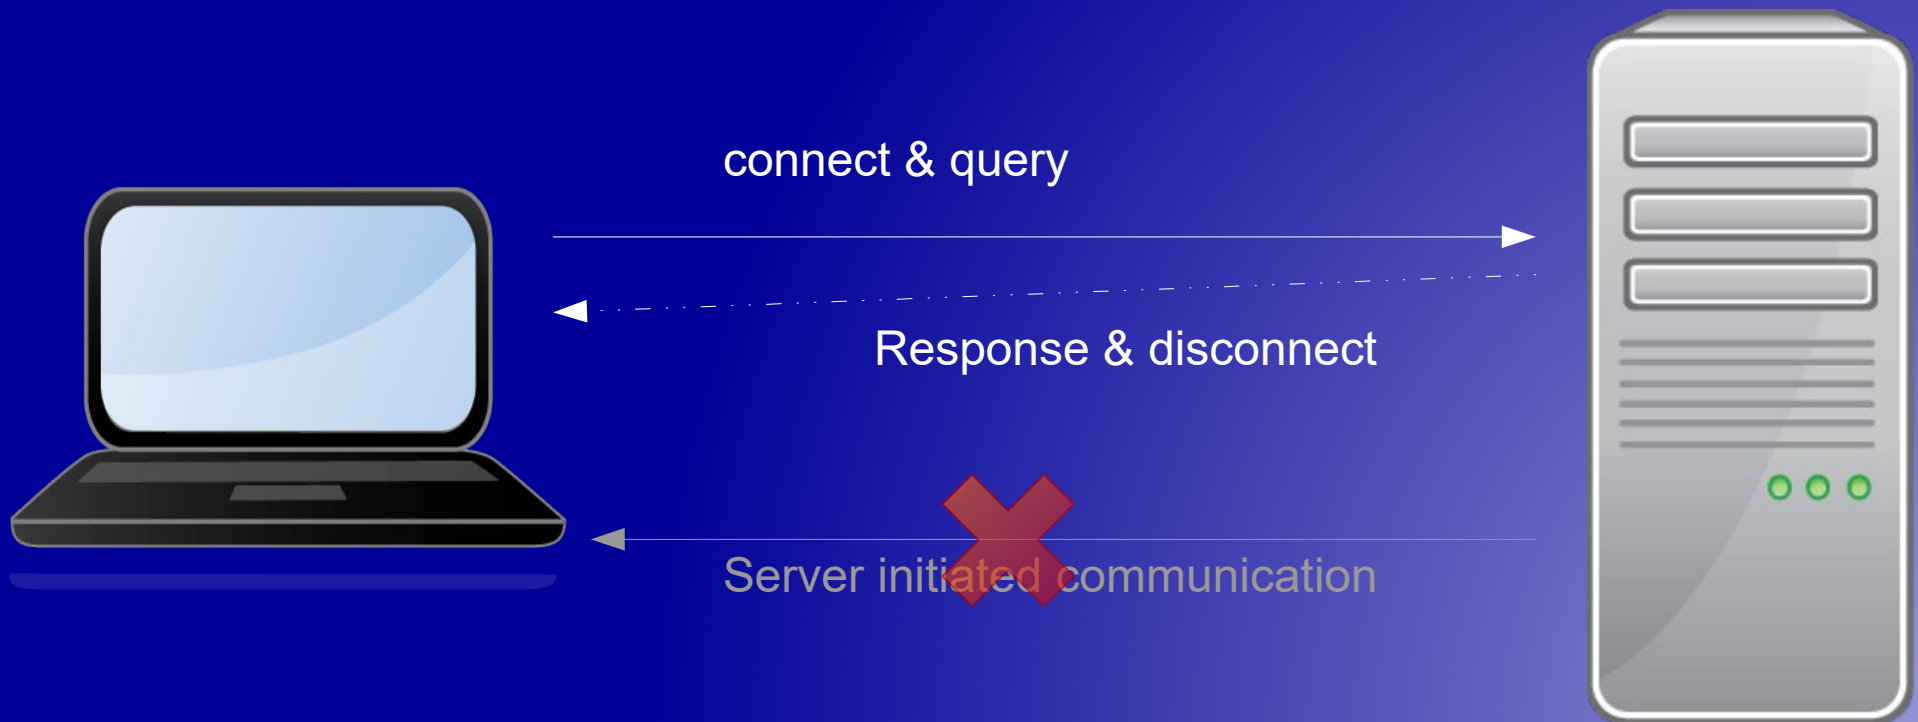 connect & query
Response & disconnect
Server initiated communication